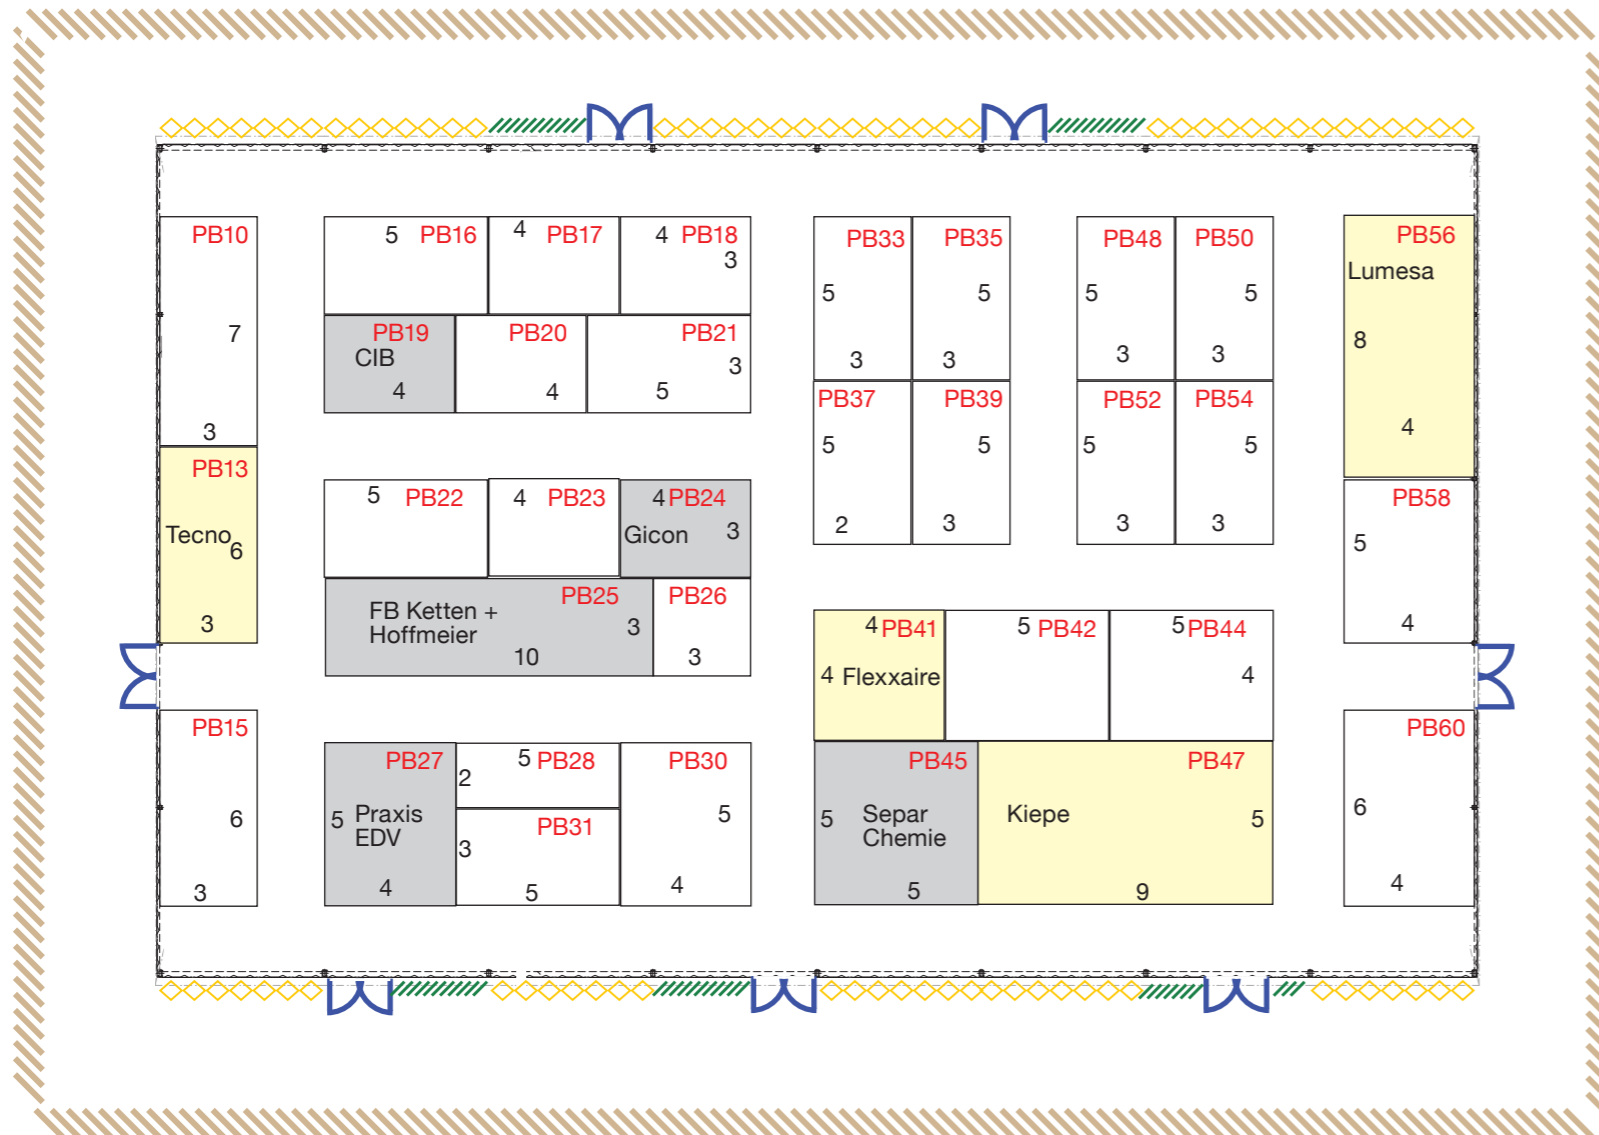 PB10
7
3
PB13
Tecno
6
3
PB15
6
3
5 PB16
4 PB17
4 PB18
3
PB19
CIB
4
PB20
4
PB21
3
5
5 PB22
4 PB23
4 PB24
Gicon 3
PB25
FB Ketten +
Hoffmeier
3
10
PB26
3
PB27
5 Praxis
EDV
4
5 PB28
2
PB31
3
5
PB30
5
4
PB33
5
3
PB35
5
3
PB37
5
2
PB39
5
3
4 PB41
4 Flexxaire
5 PB42
5 PB44
4
PB45
5 Separ
Chemie
5
PB47
Kiepe 5
9
PB48
5
3
PB50
5
3
PB52
5
3
PB54
5
3
PB56
Lumesa
8
4
PB58
5
4
PB60
6
4